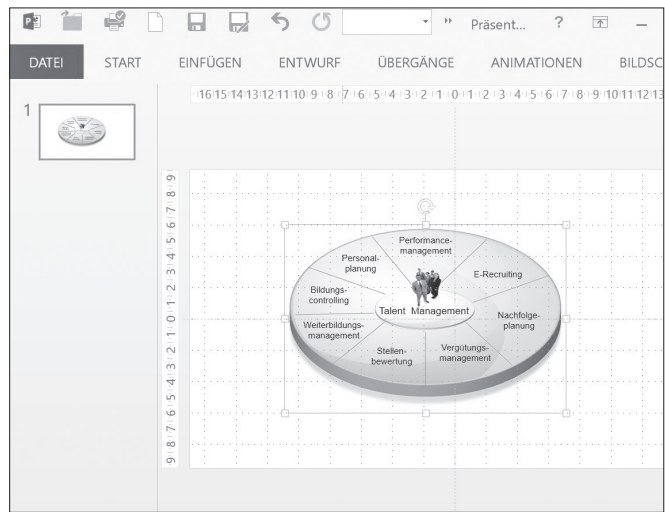 Präsent... ?
DATEI START EINFÜGEN ENTWURF ÜBERGÄNGE ANIMATIONEN BILDSC
16 15 14 13 12 11 10 9 8 7 6 5 4 3 2 1 0 1 2 3 4 5 6 7 8 9 10 11 12 13
1
9 8 7 6 5 4 3 2 1 0 1 2 3 4 5 6 7 8 9
Performance-
management
Personal-
planung
E-Recruiting
Bildungs-
controlling
Talent Management
Nachfolge-
planung
Weiterbildungs-
management
Stellen-
bewertung
Vergütungs-
management